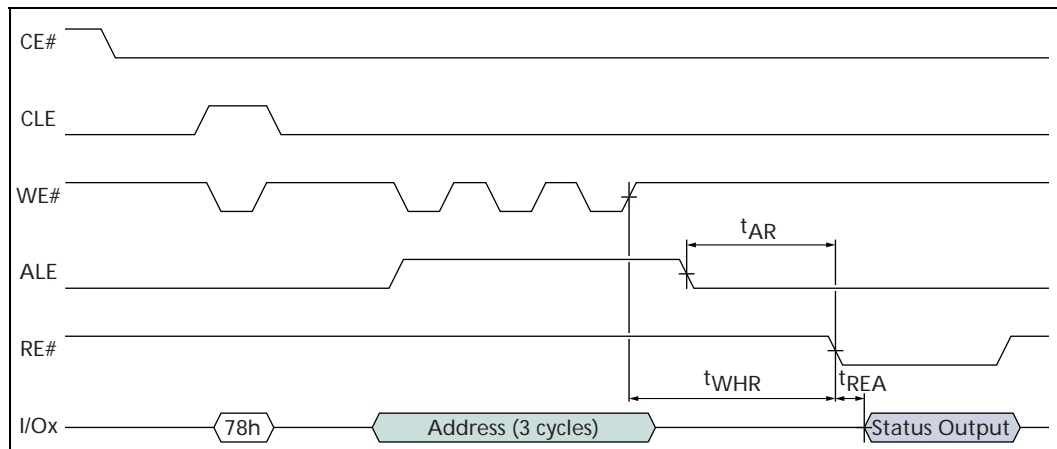 CE#
CLE
WE#
tAR
ALE
RE#
tWHR
tREA
I/Ox
78h
Address (3 cycles)
Status Output